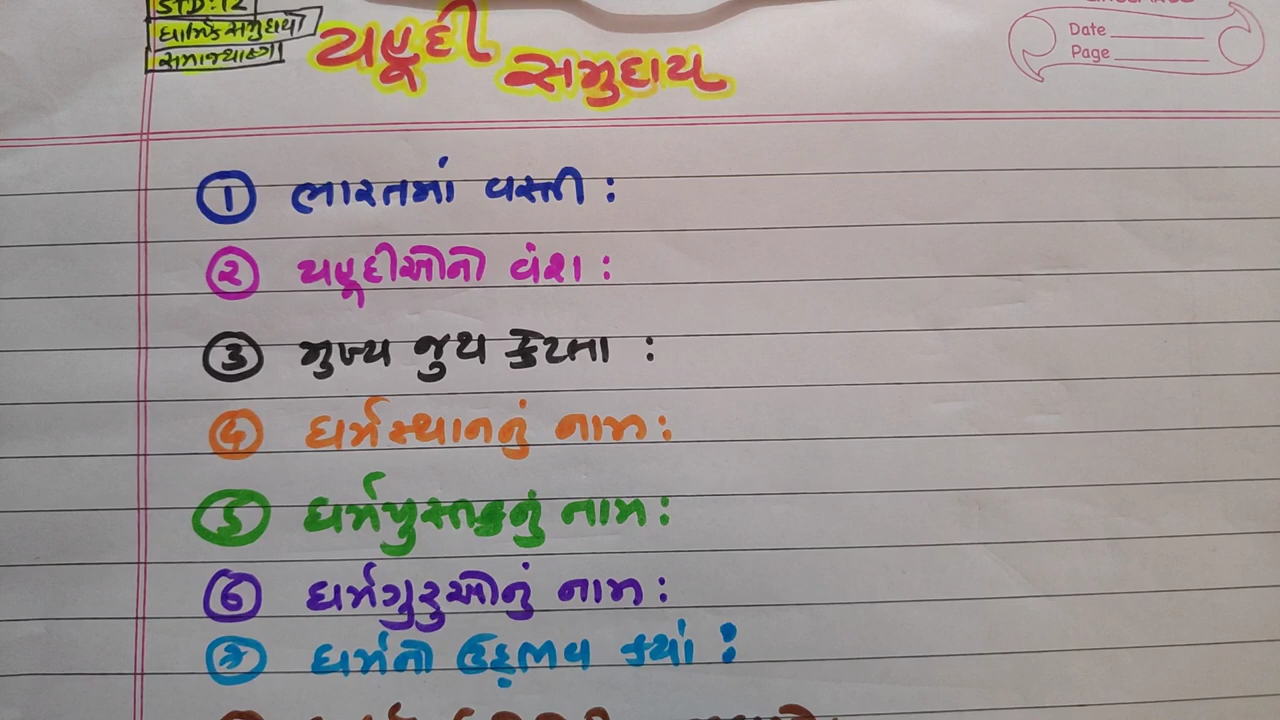 STD:12
ધાર્મિક સમુદાયો
સમાજશાસ્ત્ર
યહૂદી સમુદાય
Date
Page
① ભારતમાં વસ્તી :
② યહૂદીઓનો વંશ :
③ મુખ્ય જુથ કેટલા :
④ ધર્મસ્થાનનું નામ :
⑤ ધર્મપુસ્તકનું નામ :
⑥ ધર્મગુરુઓનું નામ :
⑦ ધર્મનો ઉદ્દભવ ક્યાં :